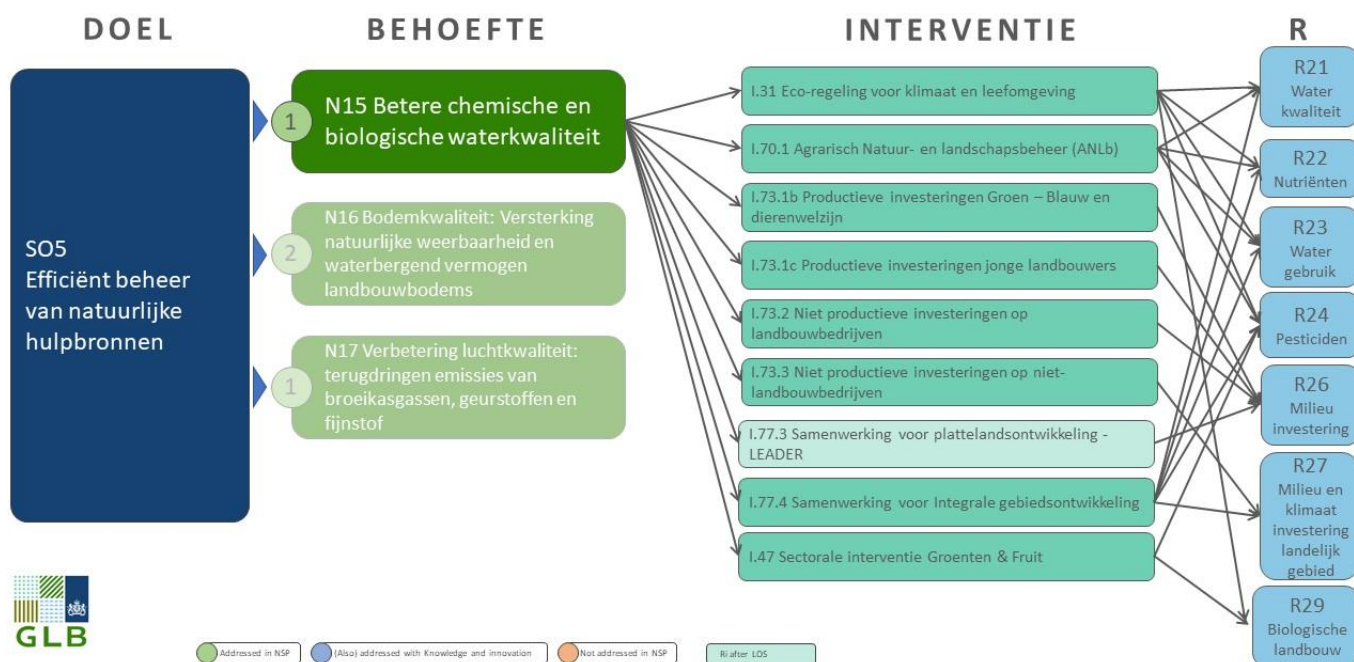 DOEL
BEHOEFTE
INTERVENTIE
R
SO5
Efficiënt beheer
van natuurlijke
hulpbronnen
1
N15 Betere chemische en
biologische waterkwaliteit
2
N16 Bodemkwaliteit: Versterking
natuurlijke weerbaarheid en
waterbergend vermogen
landbouwbodems
1
N17 Verbetering luchtkwaliteit:
terugdringen emissies van
broeikasgassen, geurstoffen en
fijnstof
I.31 Eco-regeling voor klimaat en leefomgeving
I.70.1 Agrarisch Natuur- en landschapsbeheer (ANLb)
I.73.1b Productieve investeringen Groen – Blauw en
dierenwelzijn
I.73.1c Productieve investeringen jonge landbouwers
I.73.2 Niet productieve investeringen op
landbouwbedrijven
I.73.3 Niet productieve investeringen op niet-
landbouwbedrijven
I.77.3 Samenwerking voor plattelandsontwikkeling -
LEADER
I.77.4 Samenwerking voor Integrale gebiedsontwikkeling
I.47 Sectorale interventie Groenten & Fruit
R21
Water
kwaliteit
R22
Nutriënten
R23
Water
gebruik
R24
Pesticiden
R26
Milieu
investering
R27
Milieu en
klimaat
investering
landelijk
gebied
R29
Biologische
landbouw
GLB
Addressed in NSP
(Also) addressed with Knowledge and innovation
Not addressed in NSP
Ri after LOS